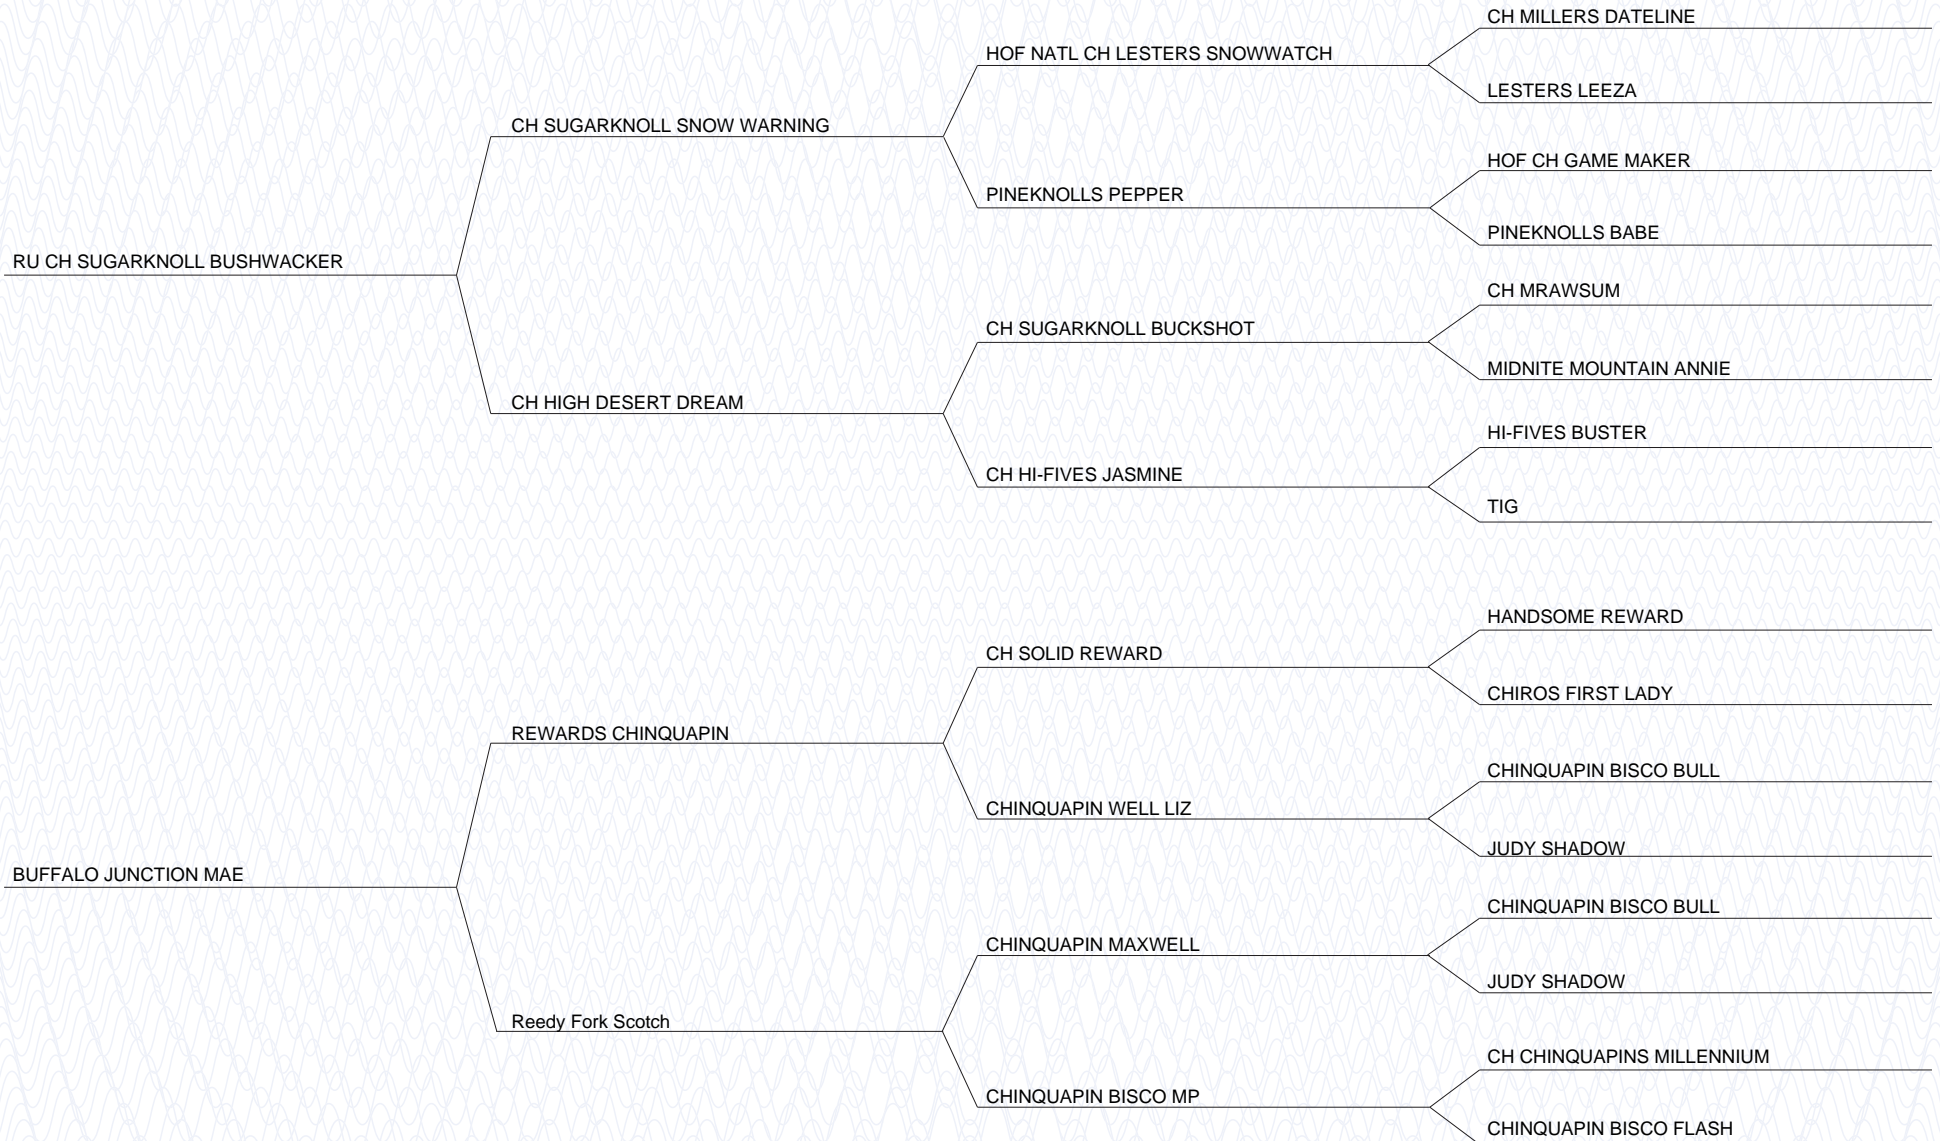 CH MILLERS DATELINE
HOF NATL CH LESTERS SNOWWATCH
LESTERS LEEZA
CH SUGARKNOLL SNOW WARNING
HOF CH GAME MAKER
PINEKNOLLS PEPPER
PINEKNOLLS BABE
RU CH SUGARKNOLL BUSHWACKER
CH MRAWSUM
CH SUGARKNOLL BUCKSHOT
MIDNITE MOUNTAIN ANNIE
CH HIGH DESERT DREAM
HI-FIVES BUSTER
CH HI-FIVES JASMINE
TIG
HANDSOME REWARD
CH SOLID REWARD
CHIROS FIRST LADY
REWARDS CHINQUAPIN
CHINQUAPIN BISCO BULL
CHINQUAPIN WELL LIZ
JUDY SHADOW
BUFFALO JUNCTION MAE
CHINQUAPIN BISCO BULL
CHINQUAPIN MAXWELL
JUDY SHADOW
Reedy Fork Scotch
CH CHINQUAPINS MILLENNIUM
CHINQUAPIN BISCO MP
CHINQUAPIN BISCO FLASH